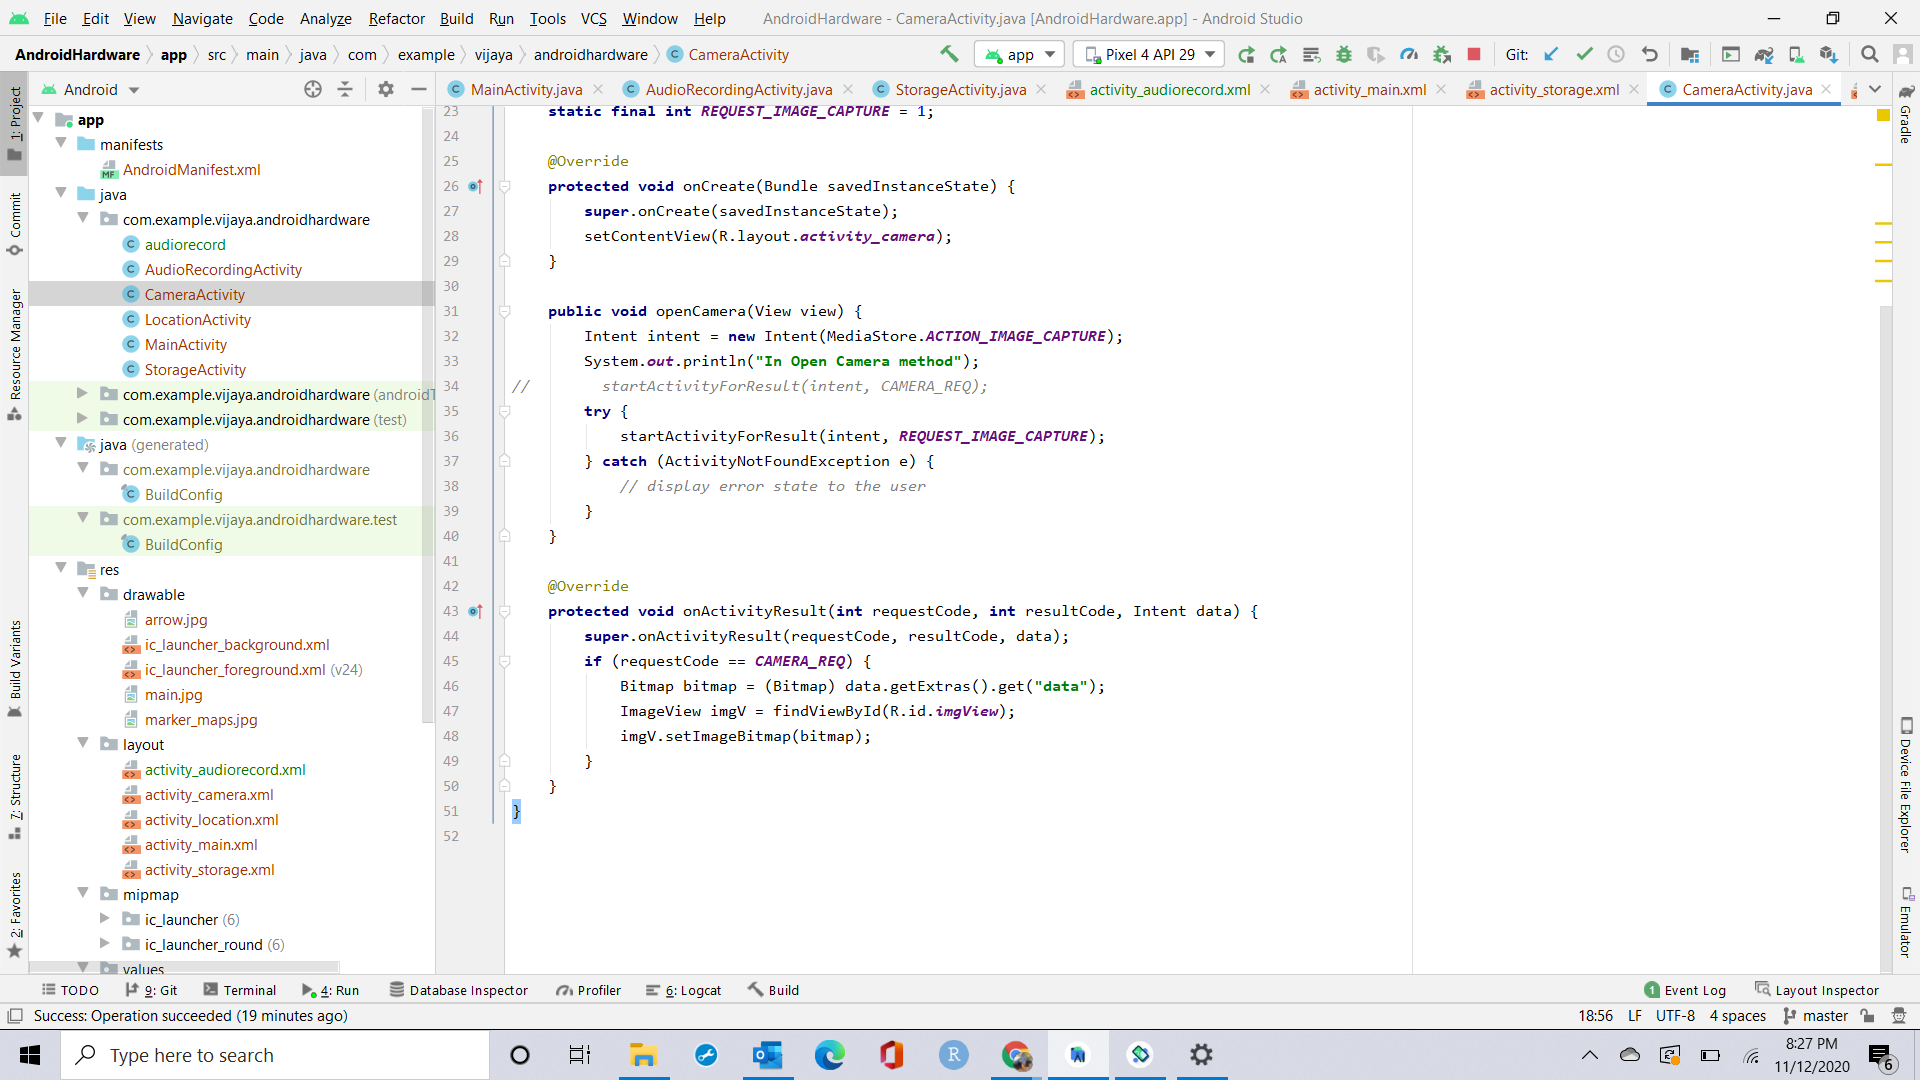 File Edit View Navigate Code Analyze Refactor Build Run Tools VCS Window Help AndroidHardware - CameraActivity.java [AndroidHardware.app] - Android Studio
AndroidHardware app src main java com example vijaya androidhardware CameraActivity app Pixel 4 API 29 Git:
Android MainActivity.java AudioRecordingActivity.java StorageActivity.java activity_audiorecord.xml activity_main.xml activity_storage.xml CameraActivity.java
1: Project
Commit
Resource Manager
Build Variants
7: Structure
2: Favorites
app
manifests
AndroidManifest.xml
java
com.example.vijaya.androidhardware
audiorecord
AudioRecordingActivity
CameraActivity
LocationActivity
MainActivity
StorageActivity
com.example.vijaya.androidhardware (android
com.example.vijaya.androidhardware (test)
java (generated)
com.example.vijaya.androidhardware
BuildConfig
com.example.vijaya.androidhardware.test
BuildConfig
res
drawable
arrow.jpg
ic_launcher_background.xml
ic_launcher_foreground.xml (v24)
main.jpg
marker_maps.jpg
layout
activity_audiorecord.xml
activity_camera.xml
activity_location.xml
activity_main.xml
activity_storage.xml
mipmap
ic_launcher (6)
ic_launcher_round (6)
values
23 static final int REQUEST_IMAGE_CAPTURE = 1;
24
25 @Override
26 protected void onCreate(Bundle savedInstanceState) {
27 super.onCreate(savedInstanceState);
28 setContentView(R.layout.activity_camera);
29 }
30
31 public void openCamera(View view) {
32 Intent intent = new Intent(MediaStore.ACTION_IMAGE_CAPTURE);
33 System.out.println("In Open Camera method");
34 // startActivityForResult(intent, CAMERA_REQ);
35 try {
36 startActivityForResult(intent, REQUEST_IMAGE_CAPTURE);
37 } catch (ActivityNotFoundException e) {
38 // display error state to the user
39 }
40 }
41
42 @Override
43 protected void onActivityResult(int requestCode, int resultCode, Intent data) {
44 super.onActivityResult(requestCode, resultCode, data);
45 if (requestCode == CAMERA_REQ) {
46 Bitmap bitmap = (Bitmap) data.getExtras().get("data");
47 ImageView imgV = findViewById(R.id.imgView);
48 imgV.setImageBitmap(bitmap);
49 }
50 }
51 }
52
Gradle
Device File Explorer
Emulator
TODO 9: Git Terminal 4: Run Database Inspector Profiler 6: Logcat Build 1 Event Log Layout Inspector
Success: Operation succeeded (19 minutes ago) 18:56 LF UTF-8 4 spaces master
Type here to search
8:27 PM
11/12/2020
6